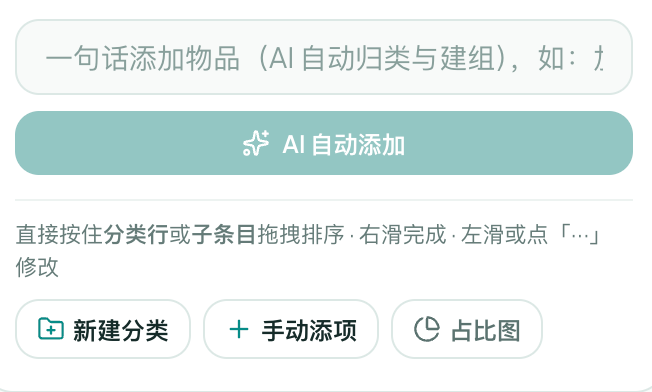 一句话添加物品（AI 自动归类与建组），如：
AI 自动添加
直接按住分类行或子条目拖拽排序 · 右滑完成 · 左滑或点「···」
修改
新建分类
手动添项
占比图